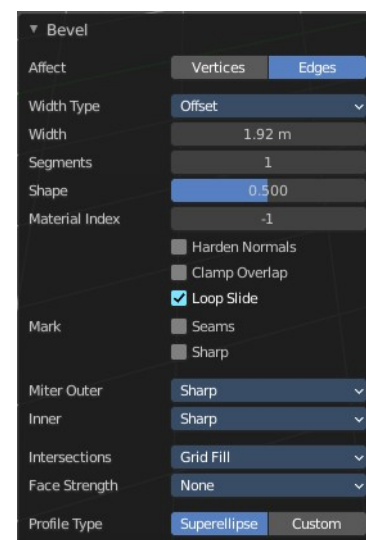 Bevel
Affect Vertices Edges
Width Type Offset
Width 1.92 m
Segments 1
Shape 0.500
Material Index -1
Harden Normals
Clamp Overlap
Loop Slide
Mark Seams
Sharp
Miter Outer Sharp
Inner Sharp
Intersections Grid Fill
Face Strength None
Profile Type Superellipse Custom